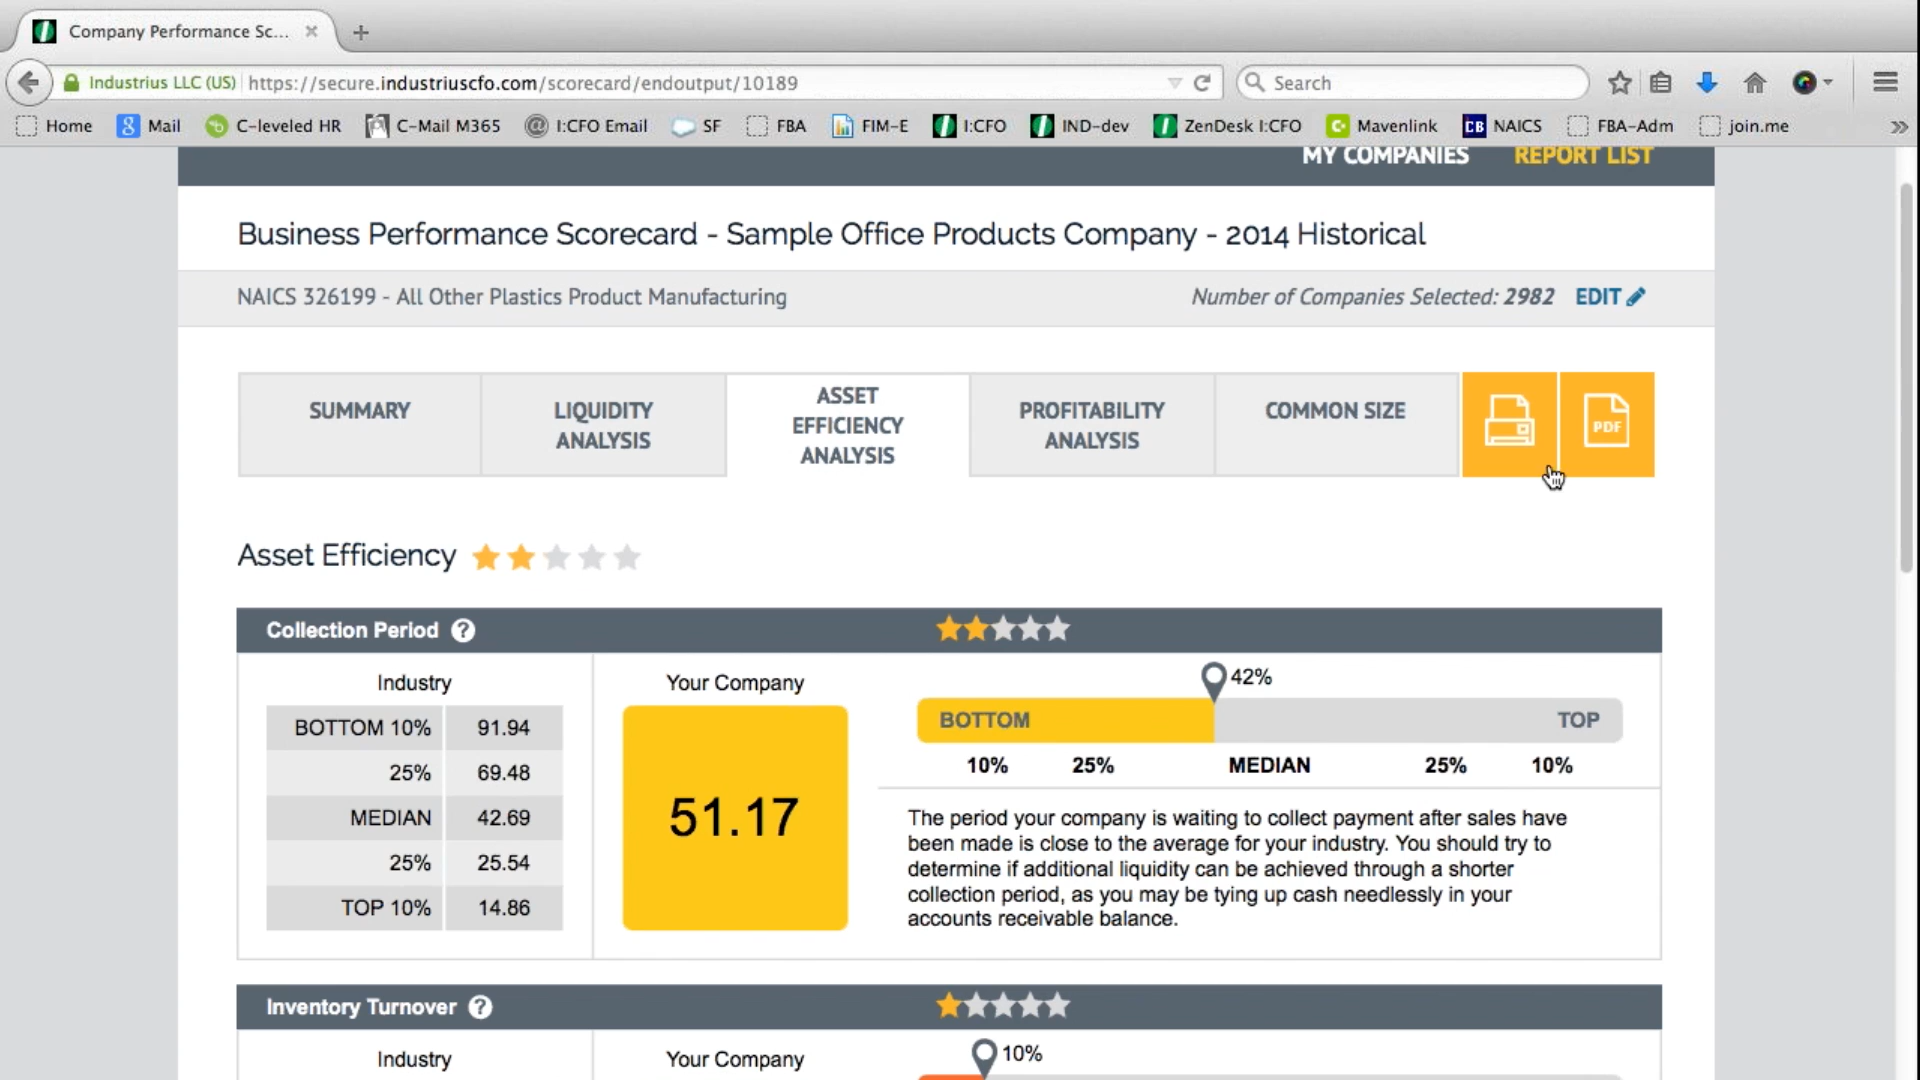 Company Performance Sc...
Industrius LLC (US) https://secure.industriuscfo.com/scorecard/endoutput/10189 Search
Home Mail C-leveled HR C-Mail M365 I:CFO Email SF FBA FIM-E I:CFO IND-dev ZenDesk I:CFO Mavenlink CB NAICS FBA-Adm join.me
MY COMPANIES REPORT LIST
Business Performance Scorecard - Sample Office Products Company - 2014 Historical
NAICS 326199 - All Other Plastics Product Manufacturing Number of Companies Selected: 2982 EDIT
SUMMARY
LIQUIDITY
ANALYSIS
ASSET
EFFICIENCY
ANALYSIS
PROFITABILITY
ANALYSIS
COMMON SIZE
PDF
Asset Efficiency
Collection Period ?
Industry
BOTTOM 10% 91.94
25% 69.48
MEDIAN 42.69
25% 25.54
TOP 10% 14.86
Your Company
51.17
42%
BOTTOM TOP
10% 25% MEDIAN 25% 10%
The period your company is waiting to collect payment after sales have
been made is close to the average for your industry. You should try to
determine if additional liquidity can be achieved through a shorter
collection period, as you may be tying up cash needlessly in your
accounts receivable balance.
Inventory Turnover ?
Industry
Your Company
10%